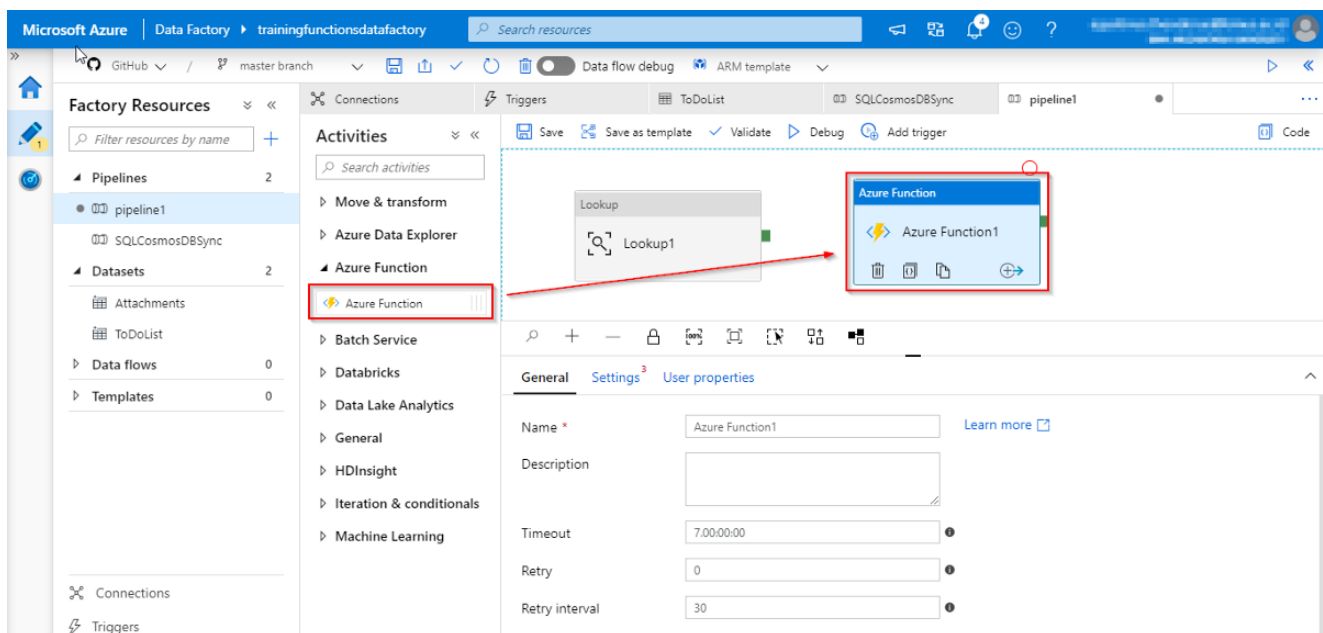 Microsoft Azure Data Factory trainingfunctionsdatafactory Search resources 4 ?
GitHub / master branch Data flow debug ARM template
Factory Resources
Filter resources by name
1
Pipelines 2
pipeline1
SQLCosmosDBSync
Datasets 2
Attachments
ToDoList
Data flows 0
Templates 0
Connections
Triggers
Activities
Search activities
Move & transform
Azure Data Explorer
Azure Function
Azure Function
Batch Service
Databricks
Data Lake Analytics
General
HDInsight
Iteration & conditionals
Machine Learning
Connections Triggers ToDoList SQLCosmosDBSync pipeline1
Save Save as template Validate Debug Add trigger Code
Lookup
Lookup1
Azure Function
Azure Function1
100%
General Settings 3 User properties
Name * Azure Function1 Learn more
Description
Timeout 7.00:00:00
Retry 0
Retry interval 30